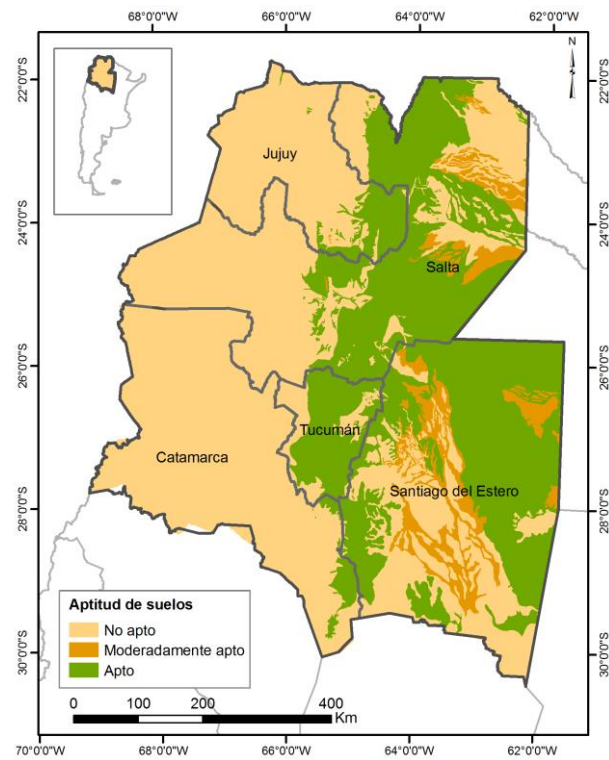 68°0'0"W 66°0'0"W 64°0'0"W 62°0'0"W
N
22°0'0"S 22°0'0"S
Jujuy
24°0'0"S 24°0'0"S
Salta
26°0'0"S 26°0'0"S
Tucumán
Catamarca
Santiago del Estero
28°0'0"S 28°0'0"S
Aptitud de suelos
No apto
Moderadamente apto
Apto
30°0'0"S 30°0'0"S
0 100 200 400
Km
70°0'0"W 68°0'0"W 66°0'0"W 64°0'0"W 62°0'0"W